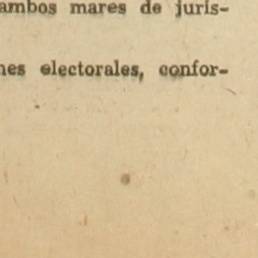 ambos mares de juris-
nes electorales, confor-